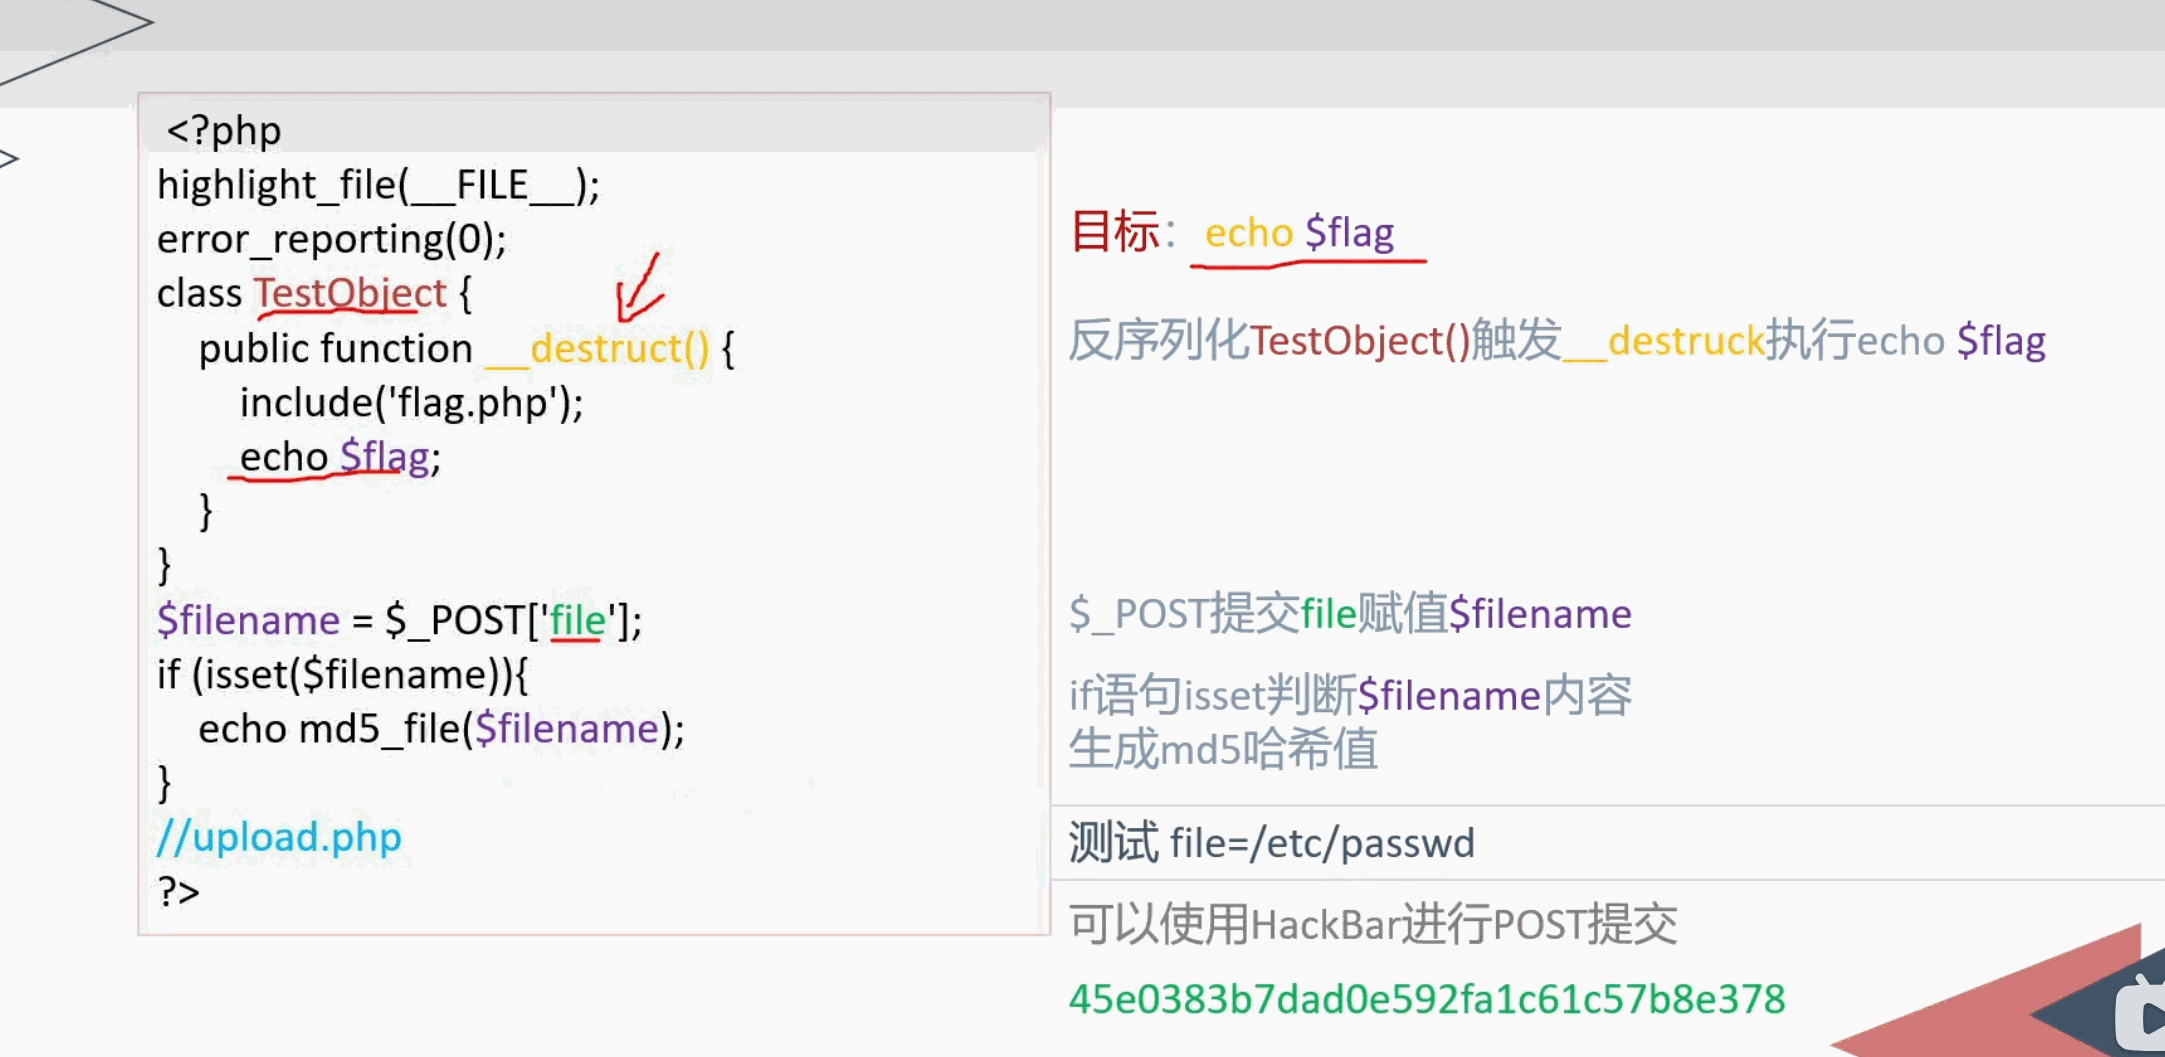 <?php
highlight_file(__FILE__);
error_reporting(0);
class TestObject {
public function __destruct() {
include('flag.php');
echo $flag;
}
}
$filename = $_POST['file'];
if (isset($filename)){
echo md5_file($filename);
}
//upload.php
?>
目标：echo $flag
反序列化TestObject()触发__destruck执行echo $flag
$_POST提交file赋值$filename
if语句isset判断$filename内容
生成md5哈希值
测试 file=/etc/passwd
可以使用HackBar进行POST提交
45e0383b7dad0e592fa1c61c57b8e378